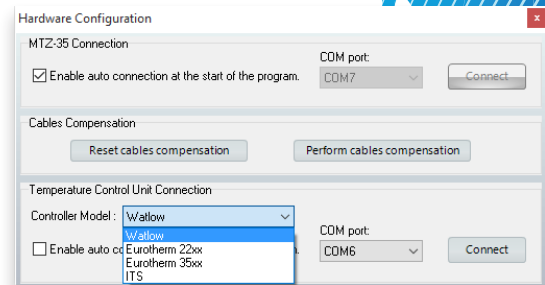 Hardware Configuration
x
MTZ-35 Connection
COM port:
Enable auto connection at the start of the program.
COM7
Connect
Cables Compensation
Reset cables compensation
Perform cables compensation
Temperature Control Unit Connection
Controller Model :
Watlow
Watlow
COM port:
Enable auto co
Eurotherm 22xx
COM6
Connect
Eurotherm 35xx
ITS